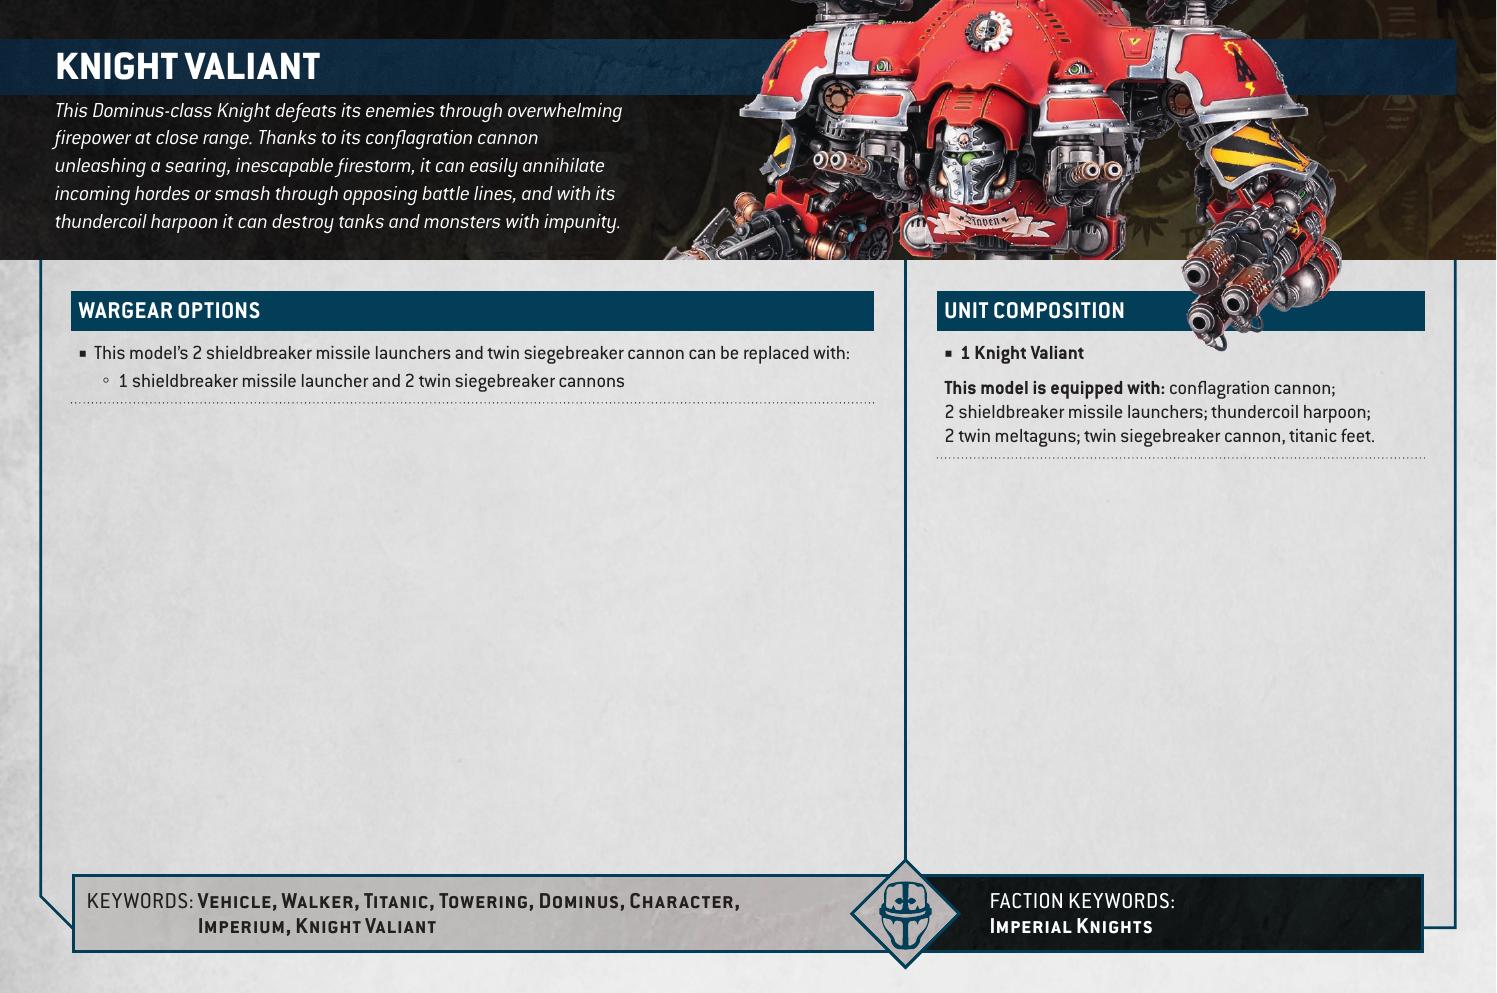 KNIGHT VALIANT
This Dominus-class Knight defeats its enemies through overwhelming
firepower at close range. Thanks to its conflagration cannon
unleashing a searing, inescapable firestorm, it can easily annihilate
incoming hordes or smash through opposing battle lines, and with its
thundercoil harpoon it can destroy tanks and monsters with impunity.
Raven
WARGEAR OPTIONS
▪ This model’s 2 shieldbreaker missile launchers and twin siegebreaker cannon can be replaced with:
◦ 1 shieldbreaker missile launcher and 2 twin siegebreaker cannons
UNIT COMPOSITION
▪ 1 Knight Valiant
This model is equipped with: conflagration cannon;
2 shieldbreaker missile launchers; thundercoil harpoon;
2 twin meltaguns; twin siegebreaker cannon, titanic feet.
KEYWORDS: Vehicle, Walker, Titanic, Towering, Dominus, Character,
Imperium, Knight Valiant
FACTION KEYWORDS:
Imperial Knights